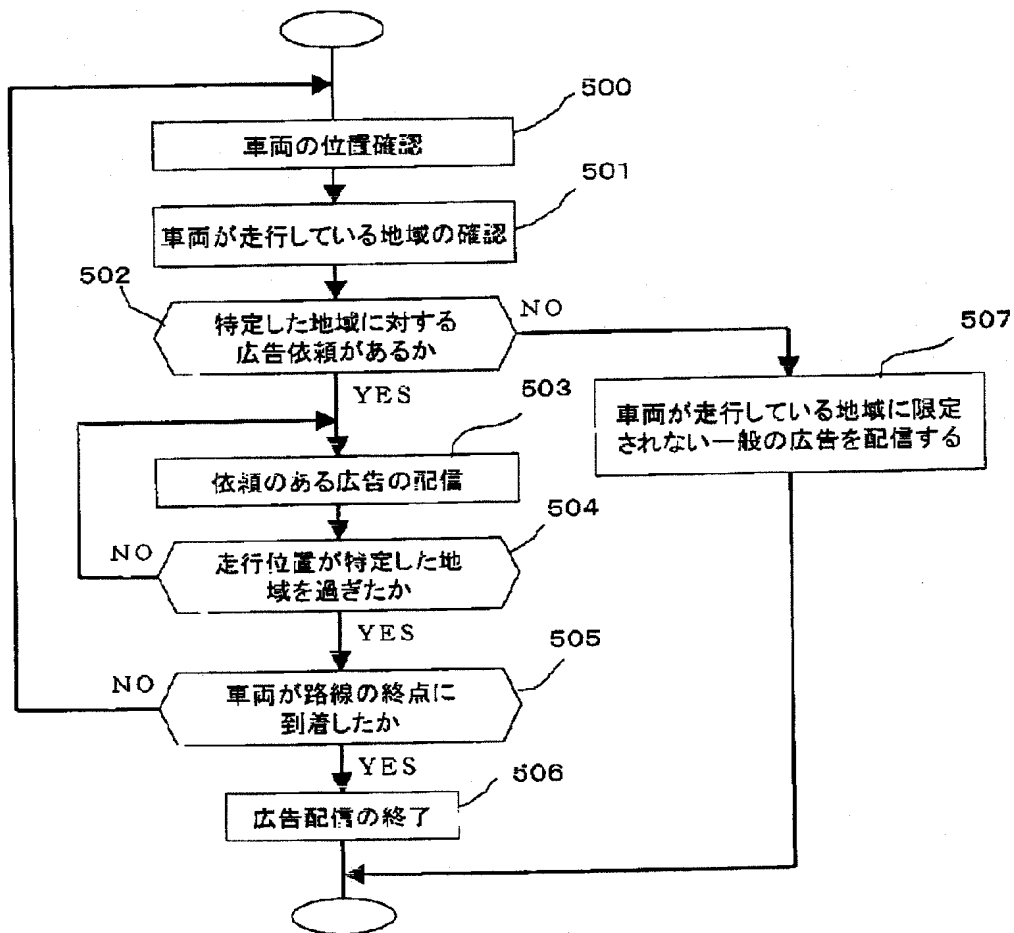 500
車両の位置確認
501
車両が走行している地域の確認
502
特定した地域に対する
広告依頼があるか
NO
YES
507
車両が走行している地域に限定
されない一般の広告を配信する
503
依頼のある広告の配信
504
走行位置が特定した地
域を過ぎたか
NO
YES
505
車両が路線の終点に
到着したか
NO
YES
506
広告配信の終了